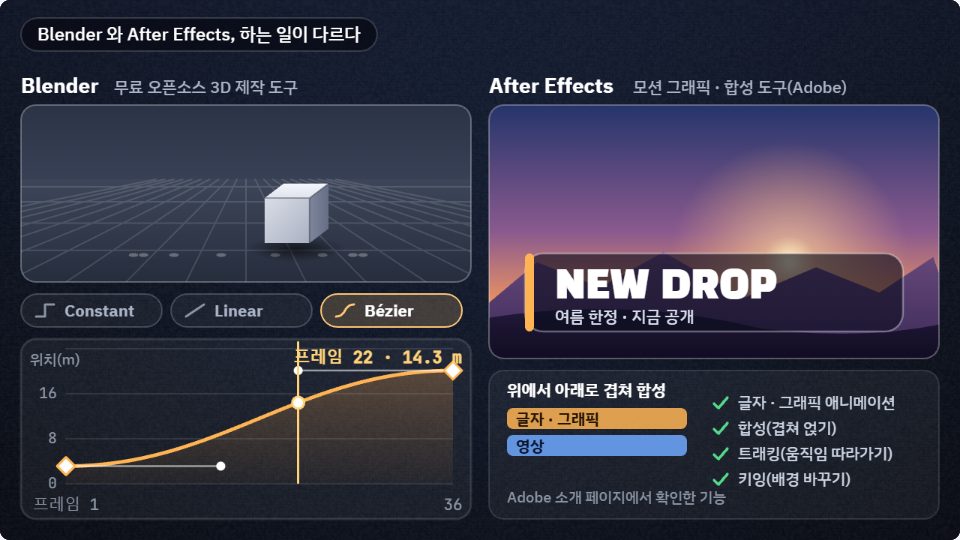 Blender 와 After Effects, 하는 일이 다르다
Blender 무료 오픈소스 3D 제작 도구
Constant
Linear
Bézier
위치(m)
프레임 22 · 14.3 m
16
8
0
프레임 1
36
After Effects 모션 그래픽 · 합성 도구(Adobe)
NEW DROP
여름 한정 · 지금 공개
위에서 아래로 겹쳐 합성
글자 · 그래픽
영상
글자 · 그래픽 애니메이션
합성(겹쳐 얹기)
트래킹(움직임 따라가기)
키잉(배경 바꾸기)
Adobe 소개 페이지에서 확인한 기능